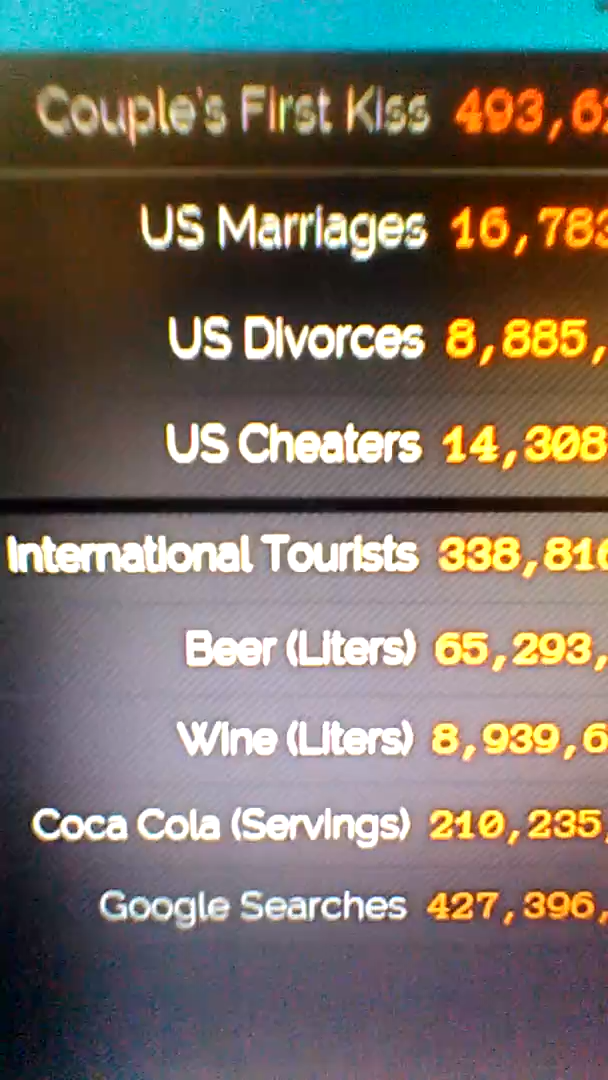 Couple's First Kiss 493,6
US Marriages 16,783
US Divorces 8,885,
US Cheaters 14,308
International Tourists 338,816
Beer (Liters) 65,293,
Wine (Liters) 8,939,6
Coca Cola (Servings) 210,235,
Google Searches 427,396,